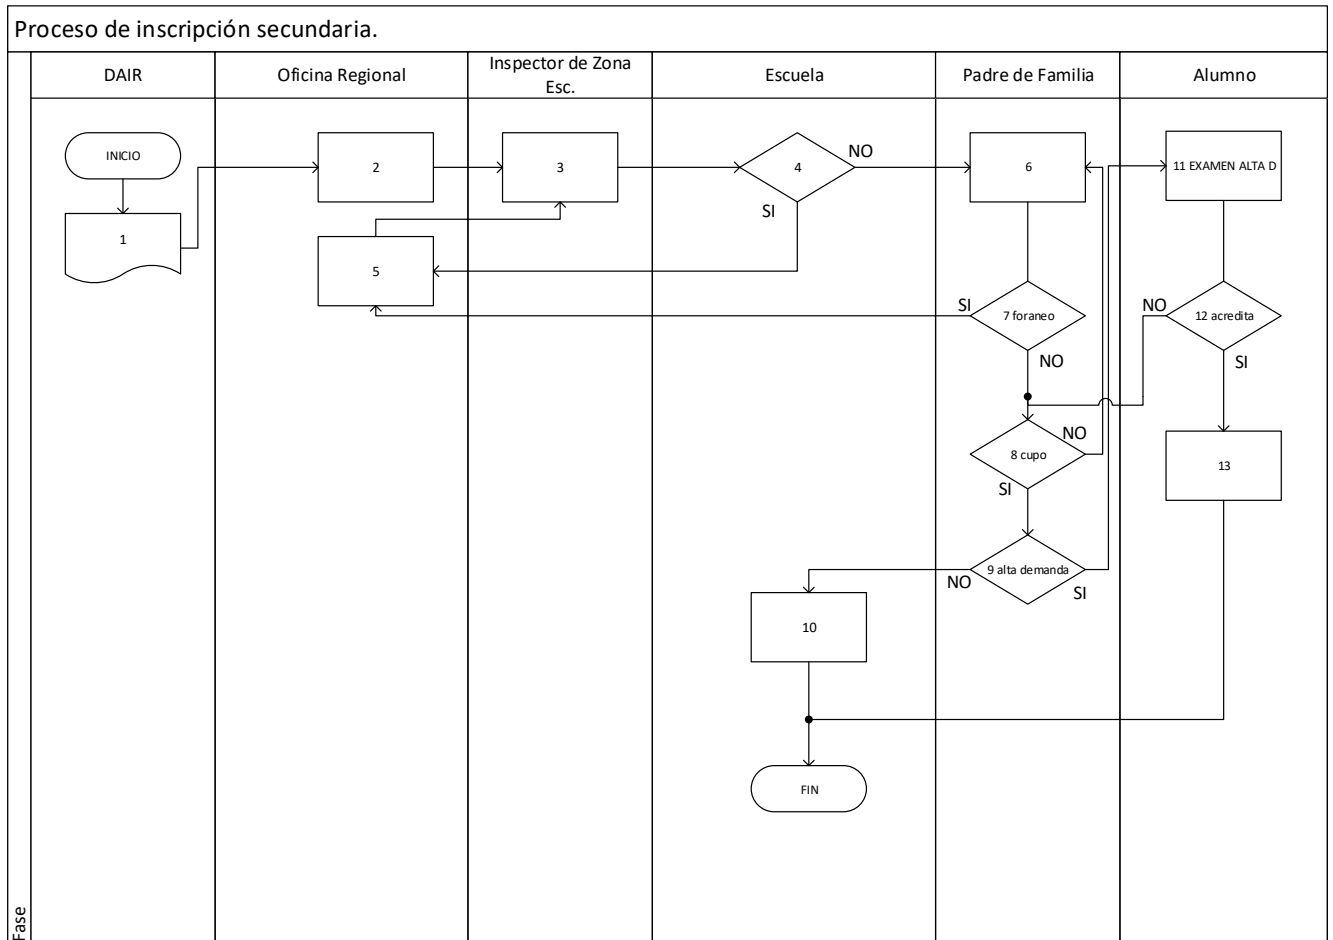 Proceso de inscripción secundaria.
DAIR
Oficina Regional
Inspector de Zona
Esc.
Escuela
Padre de Familia
Alumno
INICIO
1
2
3
4
NO
SI
5
6
11 EXAMEN ALTA D
SI
7 foraneo
NO
NO
12 acredita
SI
8 cupo
NO
SI
13
9 alta demanda
NO
SI
10
FIN
Fase